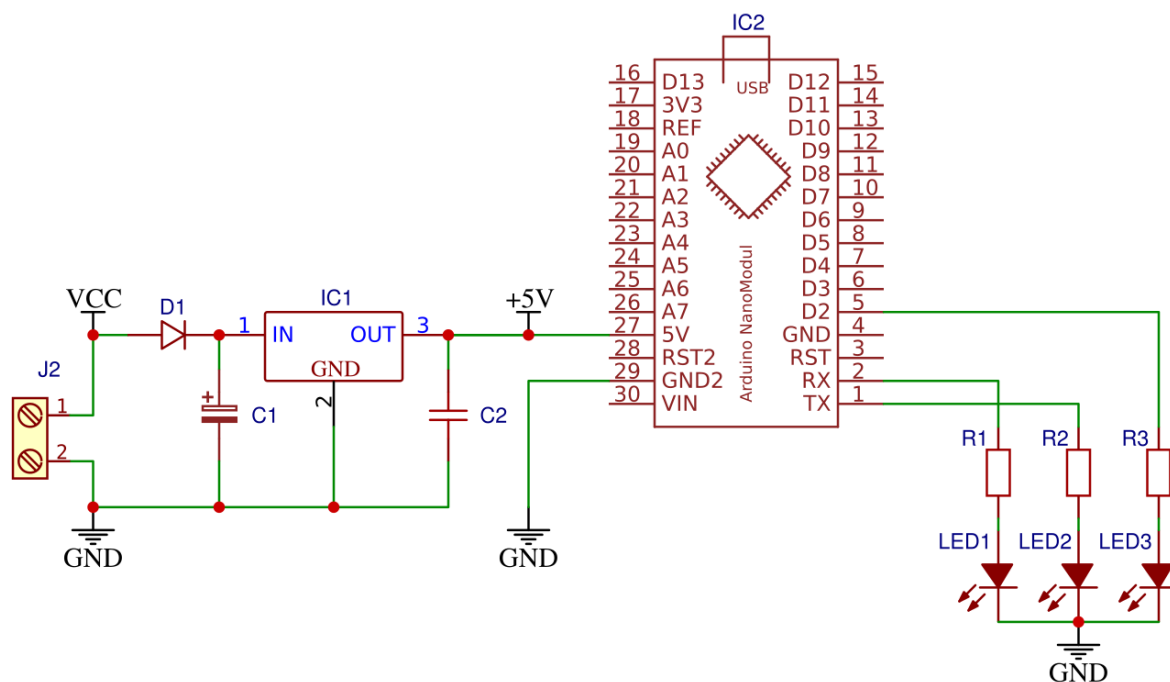 IC2
USB
16 D13 D12 15
17 3V3 D11 14
18 REF D10 13
19 A0 D9 12
20 A1 D8 11
21 A2 D7 10
22 A3 D6 9
23 A4 D5 8
24 A5 D4 7
25 A6 D3 6
26 A7 D2 5
27 5V GND 4
28 RST2 RST 3
29 GND2 RX 2
30 VIN TX 1
Arduino NanoModul
VCC D1 IC1 +5V
1 IN OUT 3
GND
2
J2
1
2
+ C1 C2
GND GND
R1 R2 R3
LED1 LED2 LED3
GND